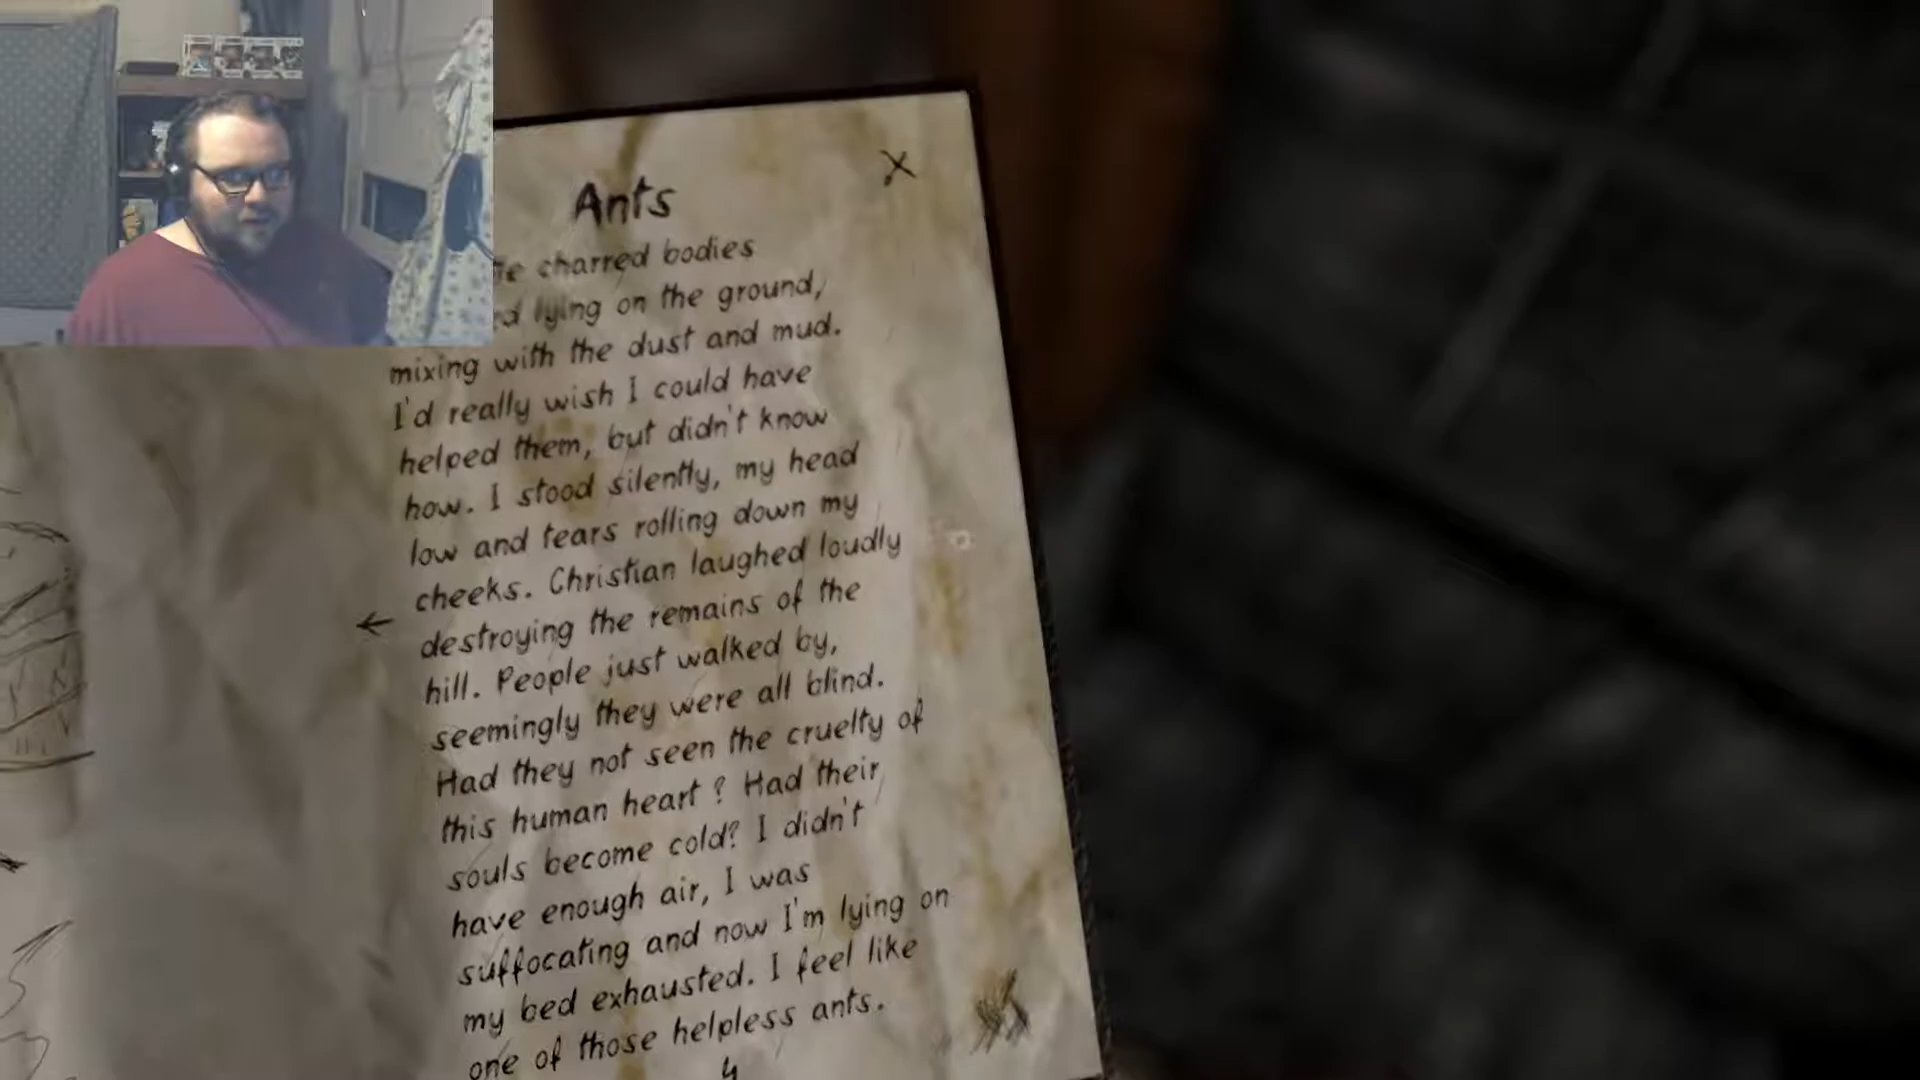 Ants
charred bodies
lying on the ground,
mixing with the dust and mud.
I'd really wish I could have
helped them, but didn't know
how. I stood silently, my head
low and tears rolling down my
cheeks. Christian laughed loudly
destroying the remains of the
hill. People just walked by,
seemingly they were all blind.
Had they not seen the cruelty of
this human heart? Had their
souls become cold? I didn't
have enough air, I was
suffocating and now I'm lying on
my bed exhausted. I feel like
one of those helpless ants.
4